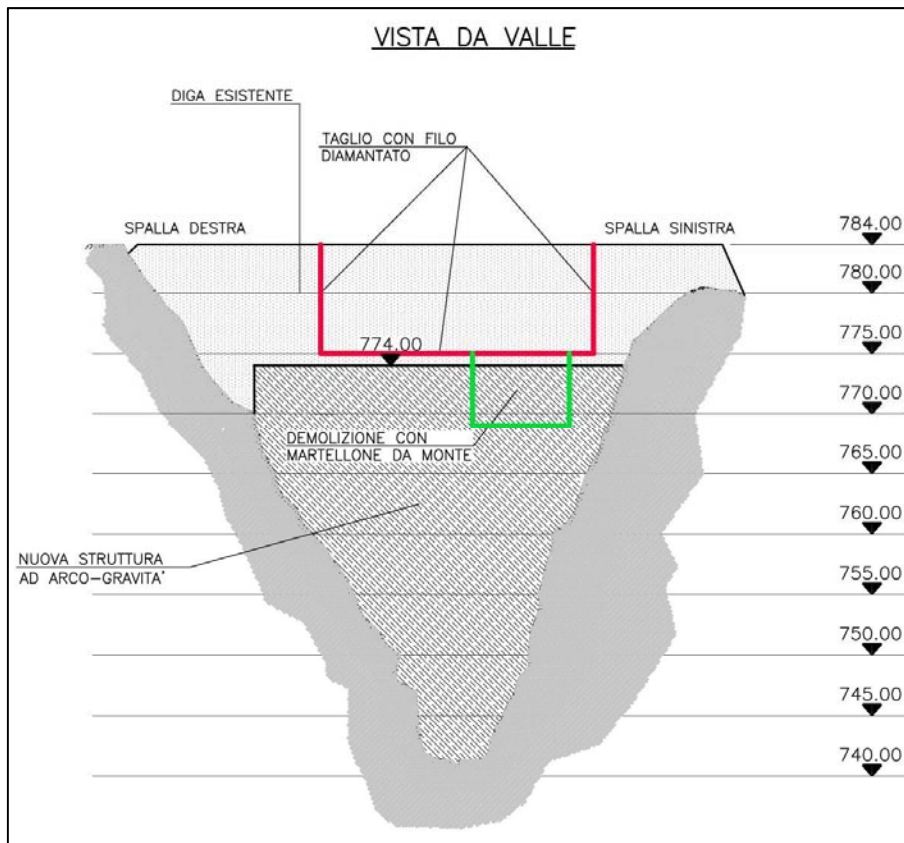 VISTA DA VALLE
DIGA ESISTENTE
TAGLIO CON FILO
DIAMANTATO
SPALLA DESTRA
SPALLA SINISTRA
784.00
780.00
775.00
774.00
770.00
DEMOLIZIONE CON
MARTELLONE DA MONTE
765.00
760.00
NUOVA STRUTTURA
AD ARCO-GRAVITA'
755.00
750.00
745.00
740.00